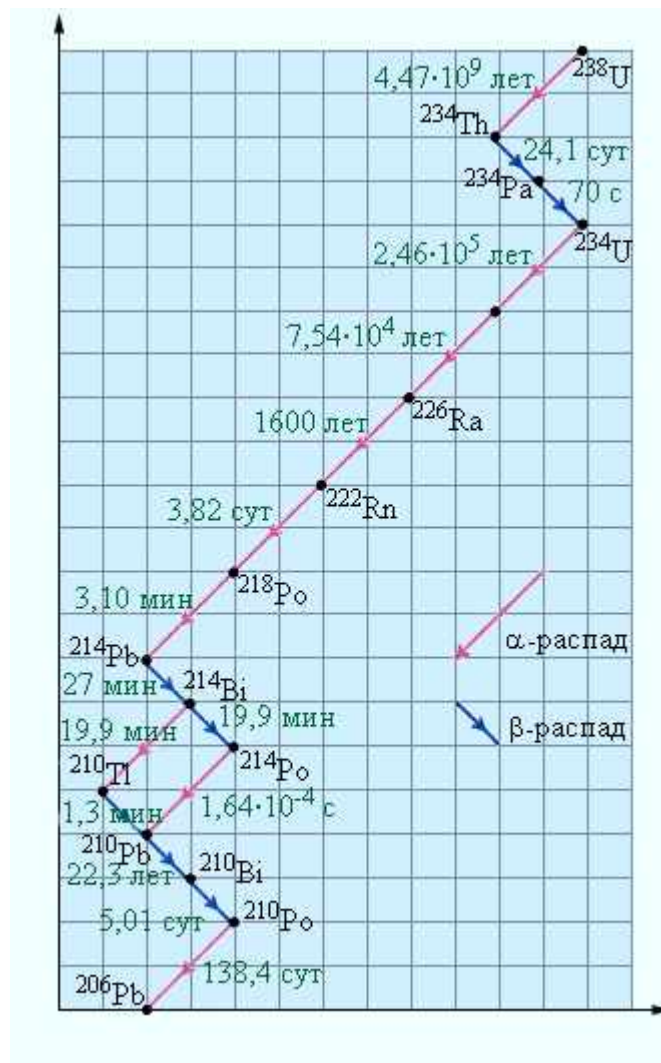 ²³⁸U
4,47·10⁹ лет
²³⁴Th
24,1 сут
²³⁴Pa
70 с
²³⁴U
2,46·10⁵ лет
7,54·10⁴ лет
²²⁶Ra
1600 лет
²²²Rn
3,82 сут
²¹⁸Po
3,10 мин
α-распад
²¹⁴Pb
27 мин
²¹⁴Bi
19,9 мин
19,9 мин
β-распад
²¹⁴Po
²¹⁰Tl
1,64·10⁻⁴ с
1,3 мин
²¹⁰Pb
²¹⁰Bi
22,3 лет
²¹⁰Po
5,01 сут
138,4 сут
²⁰⁶Pb